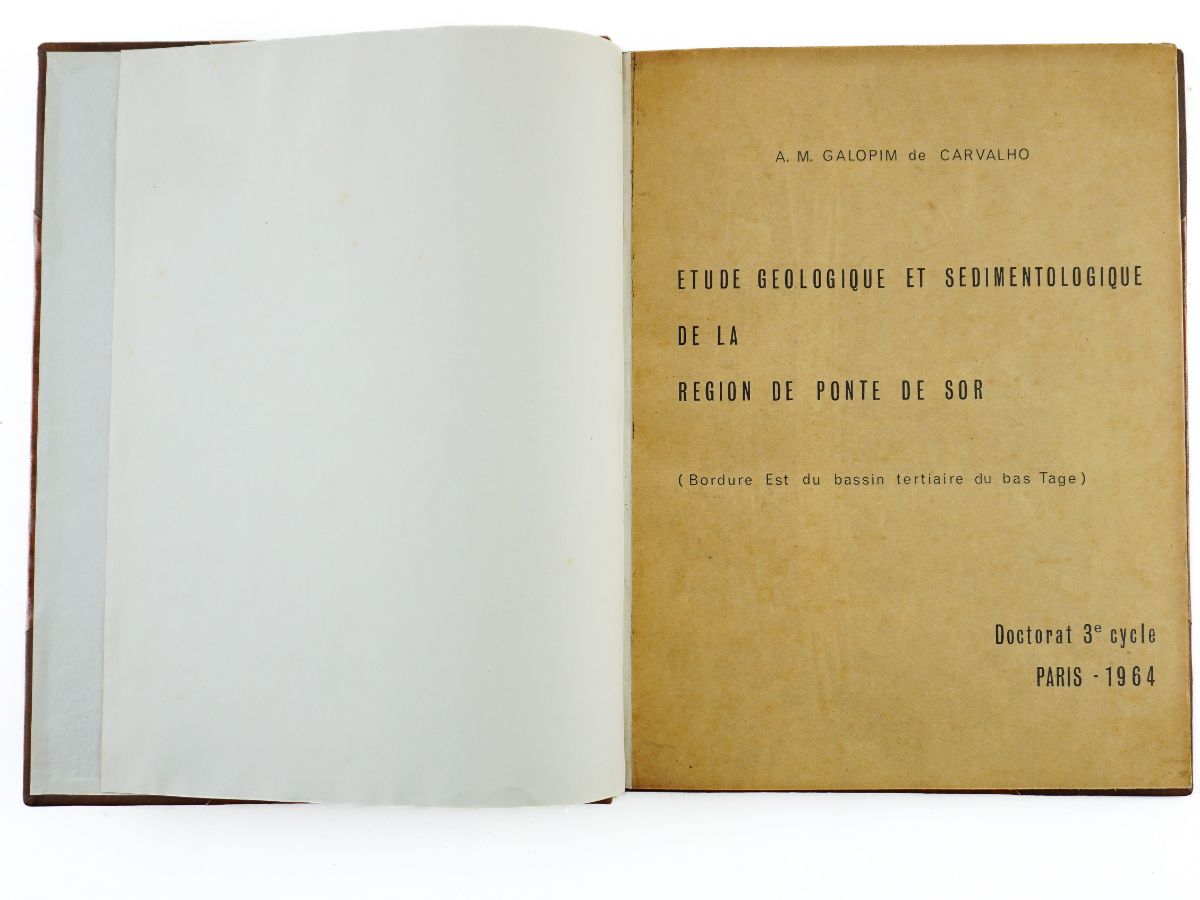 A. M. GALOPIM de CARVALHO
ETUDE GEOLOGIQUE ET SEDIMENTOLOGIQUE
DE LA
REGION DE PONTE DE SOR
(Bordure Est du bassin tertiaire du bas Tage)
Doctorat 3e cycle
PARIS - 1964